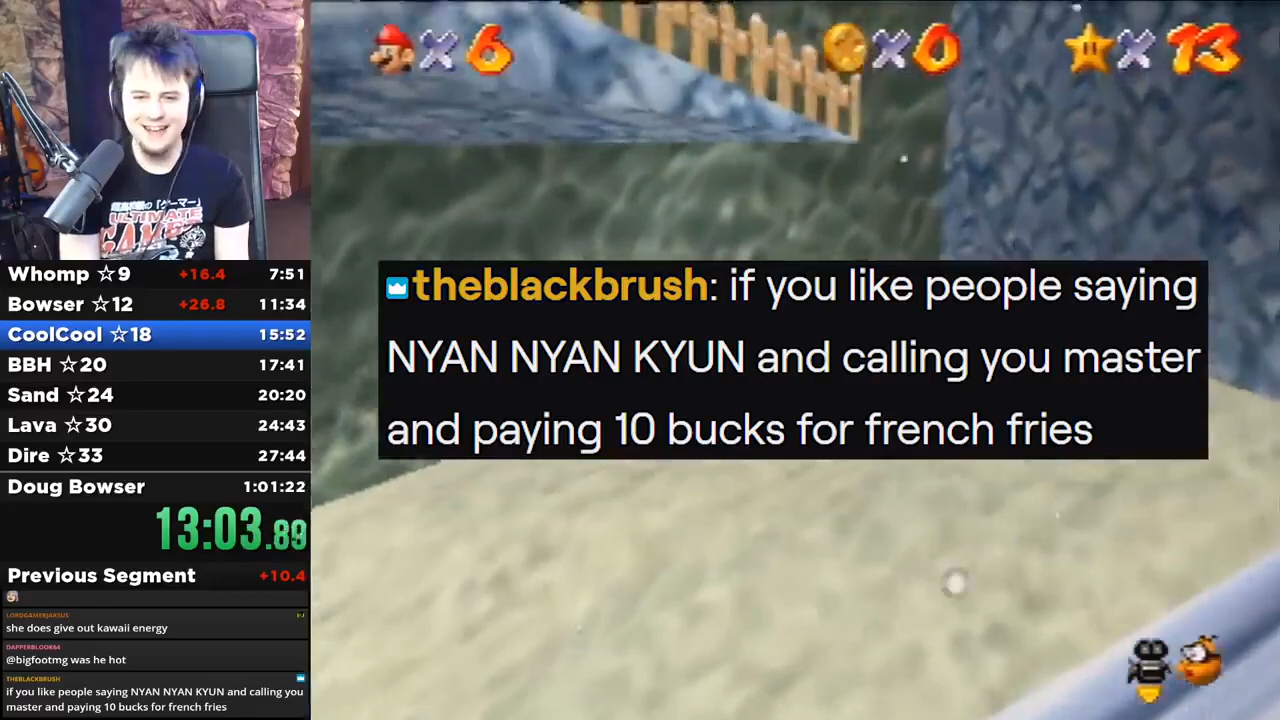 ×6
×0
×13
ULTIMATE
Whomp ☆9 +16.4 7:51
Bowser ☆12 +26.8 11:34
CoolCool ☆18 15:52
BBH ☆20 17:41
Sand ☆24 20:20
Lava ☆30 24:43
Dire ☆33 27:44
Doug Bowser 1:01:22
13:03.89
Previous Segment +10.4
theblackbrush: if you like people saying
NYAN NYAN KYUN and calling you master
and paying 10 bucks for french fries
LORDGAMERJARSUS
she does give out kawaii energy
DAPPERBLOOK64
@bigfootmg was he hot
THEBLACKBRUSH
if you like people saying NYAN NYAN KYUN and calling you
master and paying 10 bucks for french fries